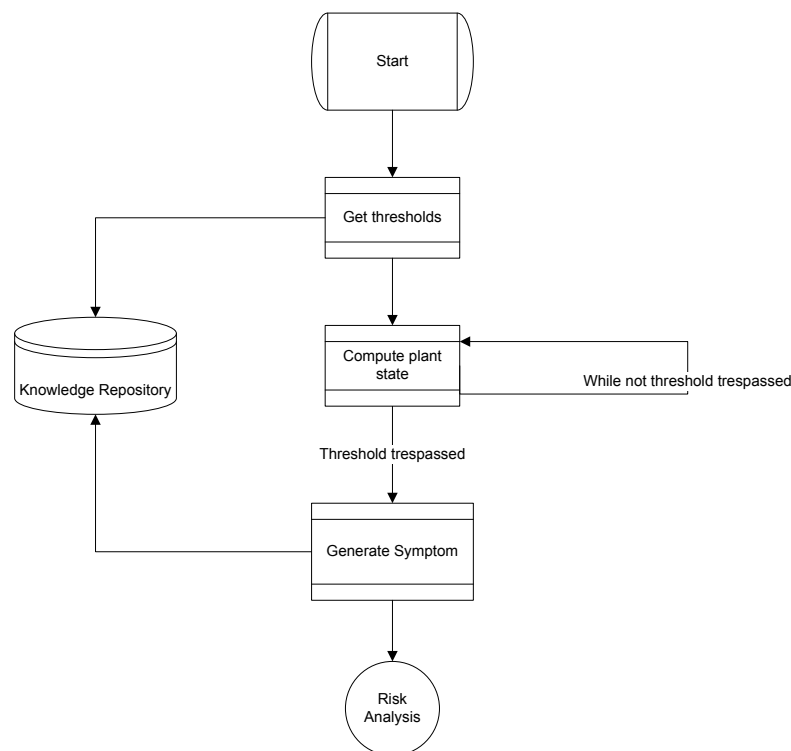 Start
Get thresholds
Compute plant
state
While not threshold trespassed
Knowledge Repository
Threshold trespassed
Generate Symptom
Risk
Analysis